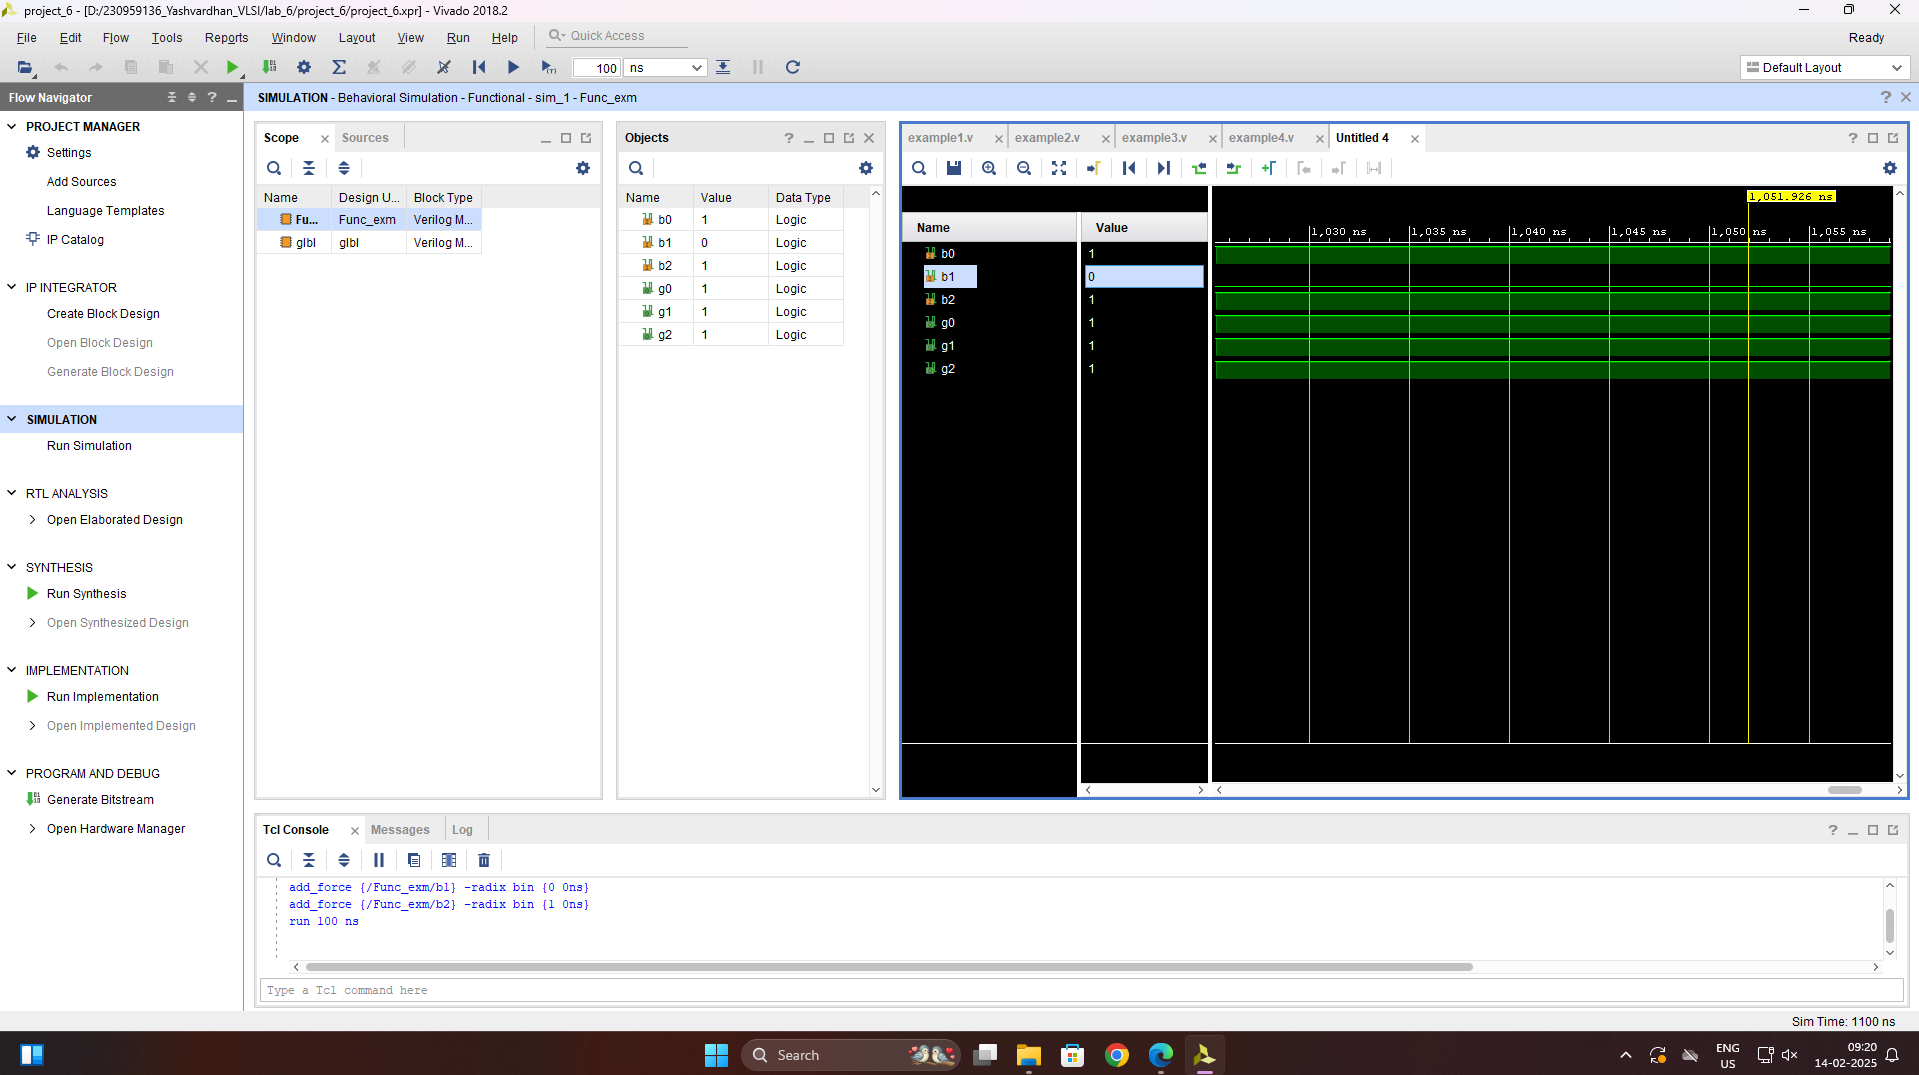 project_6 - [D:/230959136_Yashvardhan_VLSI/lab_6/project_6/project_6.xpr] - Vivado 2018.2
File Edit Flow Tools Reports Window Layout View Run Help Quick Access
Ready
100 ns
Default Layout
Flow Navigator
PROJECT MANAGER
Settings
Add Sources
Language Templates
IP Catalog
IP INTEGRATOR
Create Block Design
Open Block Design
Generate Block Design
SIMULATION
Run Simulation
RTL ANALYSIS
Open Elaborated Design
SYNTHESIS
Run Synthesis
Open Synthesized Design
IMPLEMENTATION
Run Implementation
Open Implemented Design
PROGRAM AND DEBUG
Generate Bitstream
Open Hardware Manager
SIMULATION - Behavioral Simulation - Functional - sim_1 - Func_exm
Scope Sources
Name Design U... Block Type
Fu... Func_exm Verilog M...
glbl glbl Verilog M...
Objects
Name Value Data Type
b0 1 Logic
b1 0 Logic
b2 1 Logic
g0 1 Logic
g1 1 Logic
g2 1 Logic
example1.v example2.v example3.v example4.v Untitled 4
1,051.926 ns
Name Value
1,030 ns 1,035 ns 1,040 ns 1,045 ns 1,050 ns 1,055 ns
b0 1
b1 0
b2 1
g0 1
g1 1
g2 1
Tcl Console Messages Log
add_force {/Func_exm/b1} -radix bin {0 0ns}
add_force {/Func_exm/b2} -radix bin {1 0ns}
run 100 ns
Type a Tcl command here
Sim Time: 1100 ns
Search
ENG
US
09:20
14-02-2025